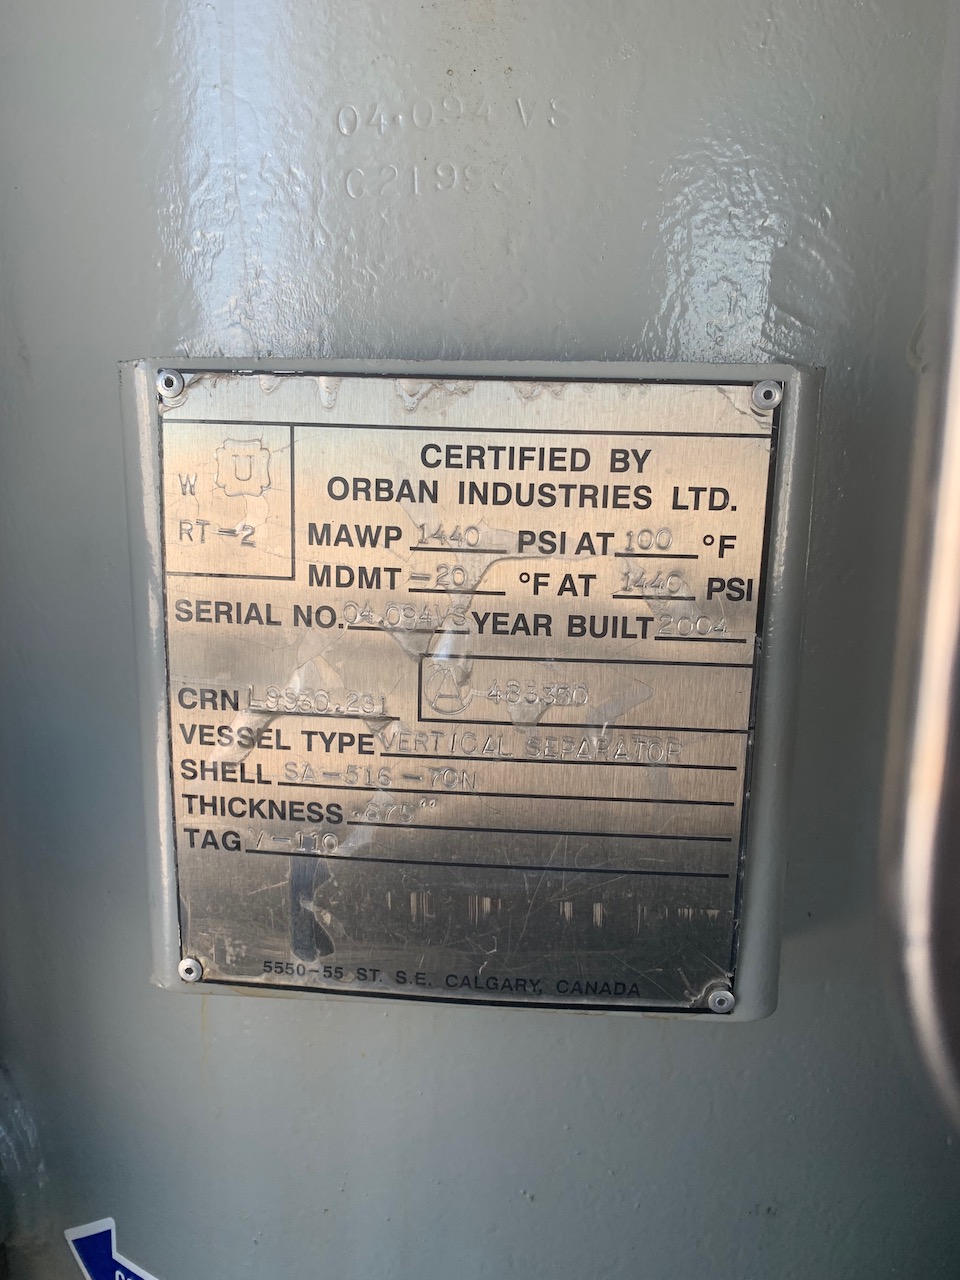 04.094 VS
U
W
RT-2
CERTIFIED BY
ORBAN INDUSTRIES LTD.
MAWP 1440 PSI AT 100 °F
MDMT -20 °F AT 1440 PSI
SERIAL NO. 04.094VS YEAR BUILT 2004
CRN A
VESSEL TYPE VERTICAL SEPARATOR
SHELL SA-516-70N
THICKNESS .875"
TAG V-110
5550-55 ST. S.E. CALGARY, CANADA